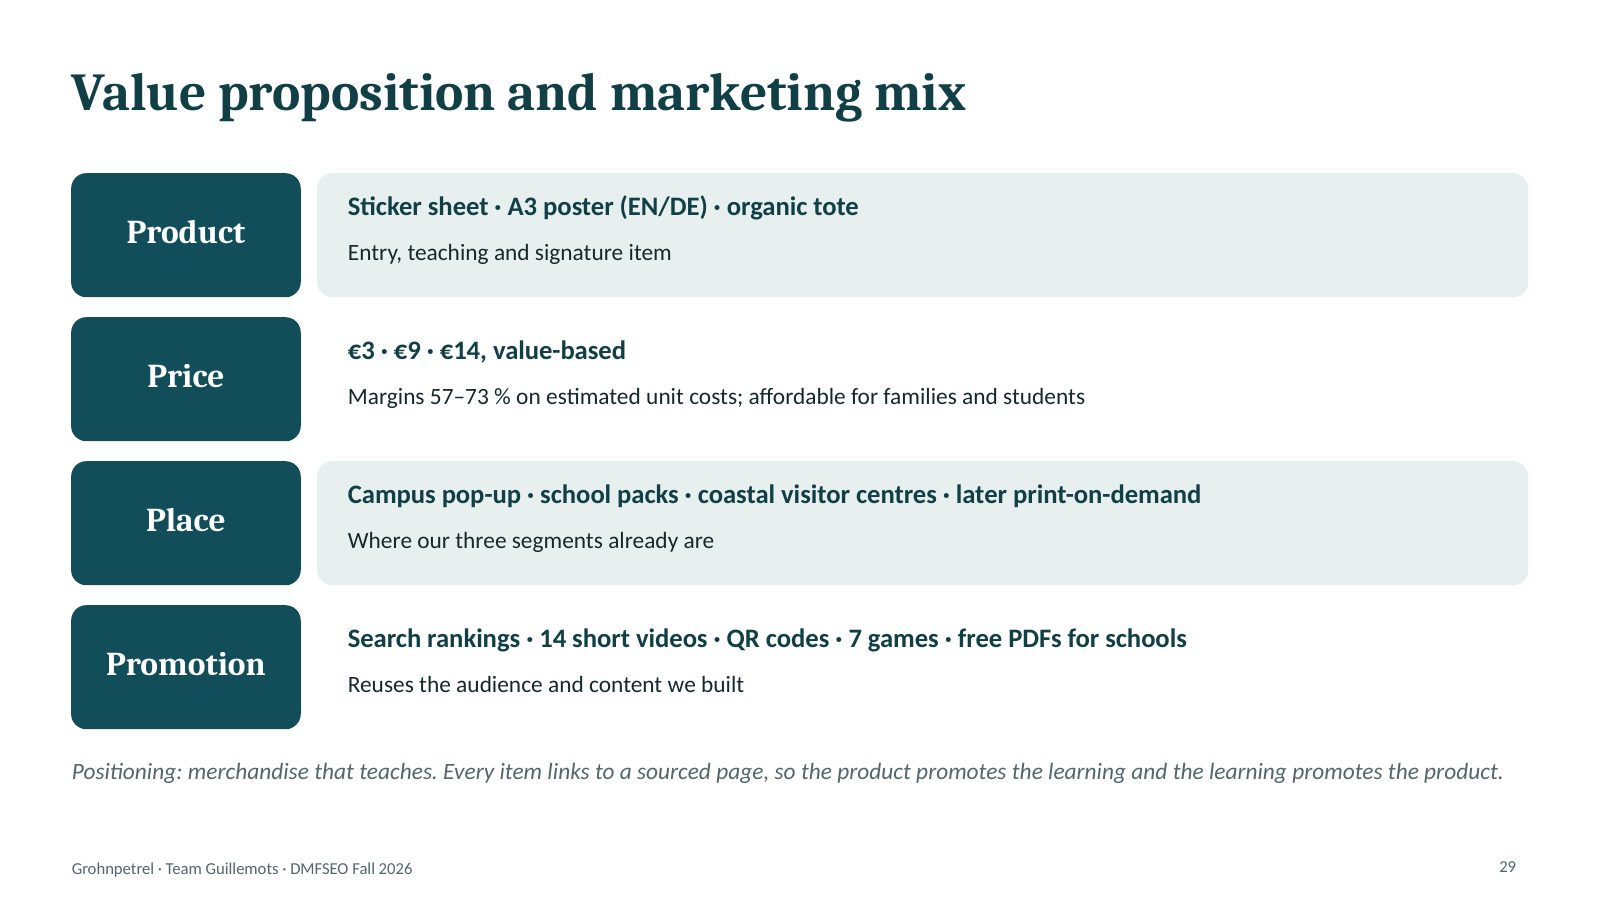 Value proposition and marketing mix
Product
Sticker sheet · A3 poster (EN/DE) · organic tote
Entry, teaching and signature item
Price
€3 · €9 · €14, value-based
Margins 57–73 % on estimated unit costs; affordable for families and students
Place
Campus pop-up · school packs · coastal visitor centres · later print-on-demand
Where our three segments already are
Promotion
Search rankings · 14 short videos · QR codes · 7 games · free PDFs for schools
Reuses the audience and content we built
Positioning: merchandise that teaches. Every item links to a sourced page, so the product promotes the learning and the learning promotes the product.
Grohnpetrel · Team Guillemots · DMFSEO Fall 2026
29